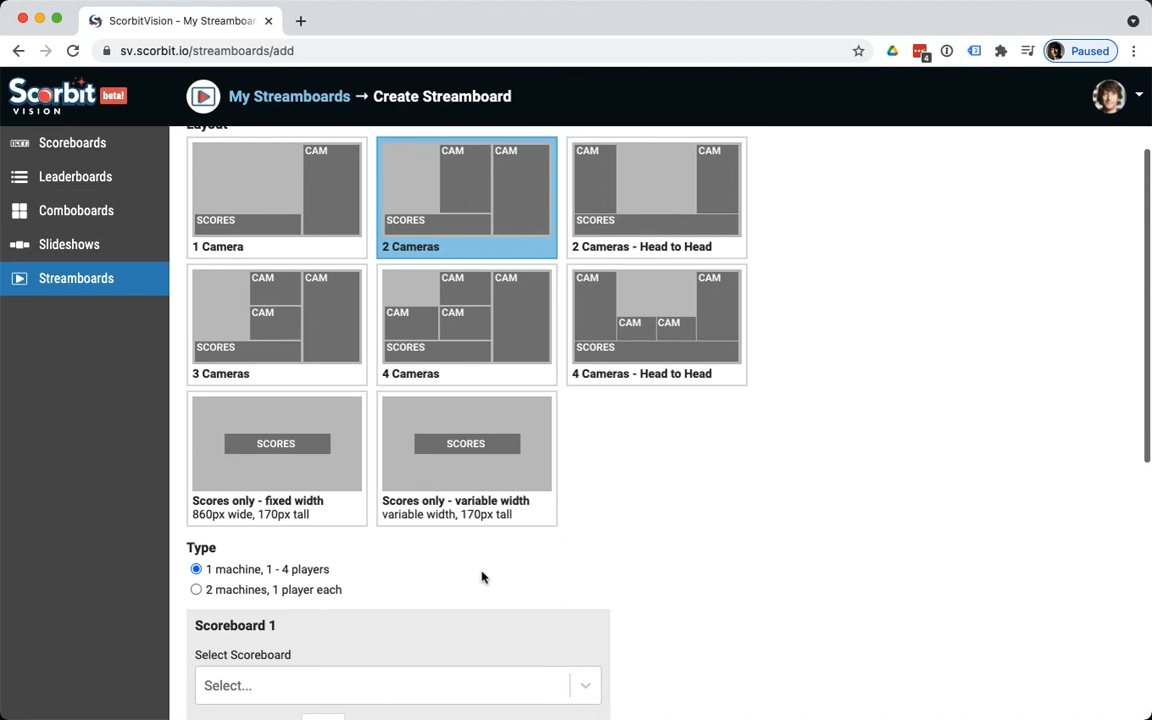 ScorbitVision - My Streamboar
sv.scorbit.io/streamboards/add
4
Paused
Scorbit
VISION
beta!
My Streamboards → Create Streamboard
Scoreboards
Leaderboards
Comboboards
Slideshows
Streamboards
Layout
CAM
SCORES
1 Camera
CAM CAM
SCORES
2 Cameras
CAM CAM
SCORES
2 Cameras - Head to Head
CAM CAM
CAM
SCORES
3 Cameras
CAM CAM
CAM CAM
SCORES
4 Cameras
CAM CAM
CAM CAM
SCORES
4 Cameras - Head to Head
SCORES
Scores only - fixed width
860px wide, 170px tall
SCORES
Scores only - variable width
variable width, 170px tall
Type
1 machine, 1 - 4 players
2 machines, 1 player each
Scoreboard 1
Select Scoreboard
Select...